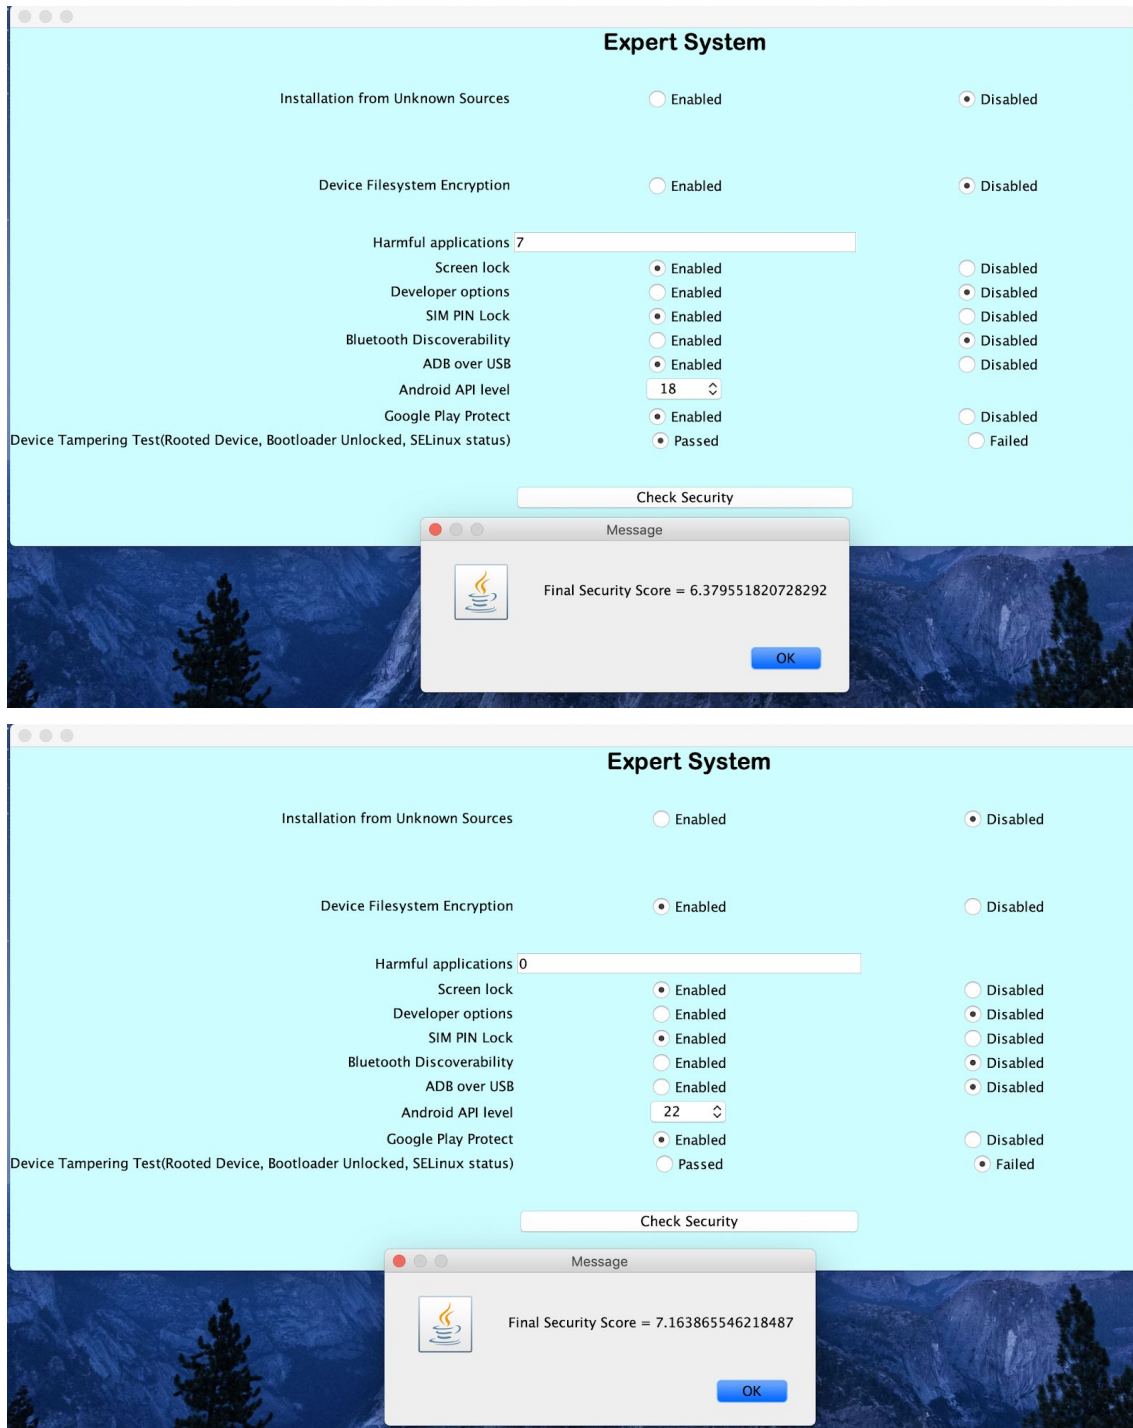 Expert System
Installation from Unknown Sources Enabled Disabled
Device Filesystem Encryption Enabled Disabled
Harmful applications 7
Screen lock Enabled Disabled
Developer options Enabled Disabled
SIM PIN Lock Enabled Disabled
Bluetooth Discoverability Enabled Disabled
ADB over USB Enabled Disabled
Android API level 18
Google Play Protect Enabled Disabled
Device Tampering Test(Rooted Device, Bootloader Unlocked, SELinux status) Passed Failed
Check Security
Message
Final Security Score = 6.379551820728292
OK
Expert System
Installation from Unknown Sources Enabled Disabled
Device Filesystem Encryption Enabled Disabled
Harmful applications 0
Screen lock Enabled Disabled
Developer options Enabled Disabled
SIM PIN Lock Enabled Disabled
Bluetooth Discoverability Enabled Disabled
ADB over USB Enabled Disabled
Android API level 22
Google Play Protect Enabled Disabled
Device Tampering Test(Rooted Device, Bootloader Unlocked, SELinux status) Passed Failed
Check Security
Message
Final Security Score = 7.163865546218487
OK